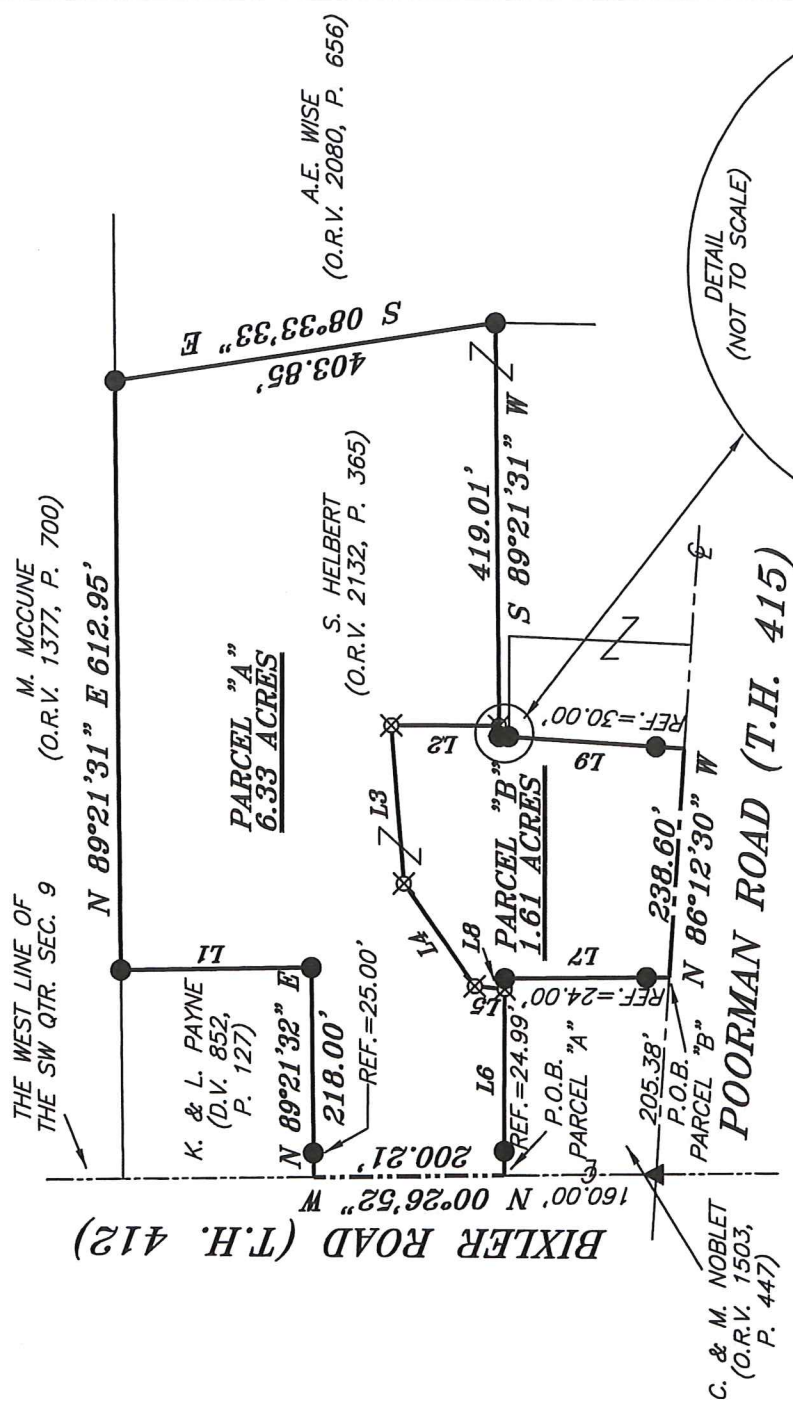 THE WEST LINE OF
THE SW QTR. SEC. 9
M. MCCUNE
(O.R.V. 1377, P. 700)
N 89°21'31" E 612.95'
A.E. WISE
(O.R.V. 2080, P. 656)
S 08°33'33" E
403.85'
K. & L. PAYNE
(D.V. 852,
P. 127)
L1
PARCEL "A"
6.33 ACRES
S. HELBERT
(O.R.V. 2132, P. 365)
N 89°21'32" E
218.00'
REF.=25.00'
BIXLER ROAD (T.H. 412)
N 00°26'52" W
200.21'
L2
L3
L4
L5
L6
L8
419.01'
S 89°21'31" W
REF.=24.99'
P.O.B.
PARCEL "A"
PARCEL "B"
1.61 ACRES
L7
REF.=24.00'
L9
REF.=30.00'
160.00'
205.38'
P.O.B.
PARCEL "B"
238.60'
N 86°12'30" W
POORMAN ROAD (T.H. 415)
C. & M. NOBLET
(O.R.V. 1503,
P. 447)
DETAIL
(NOT TO SCALE)